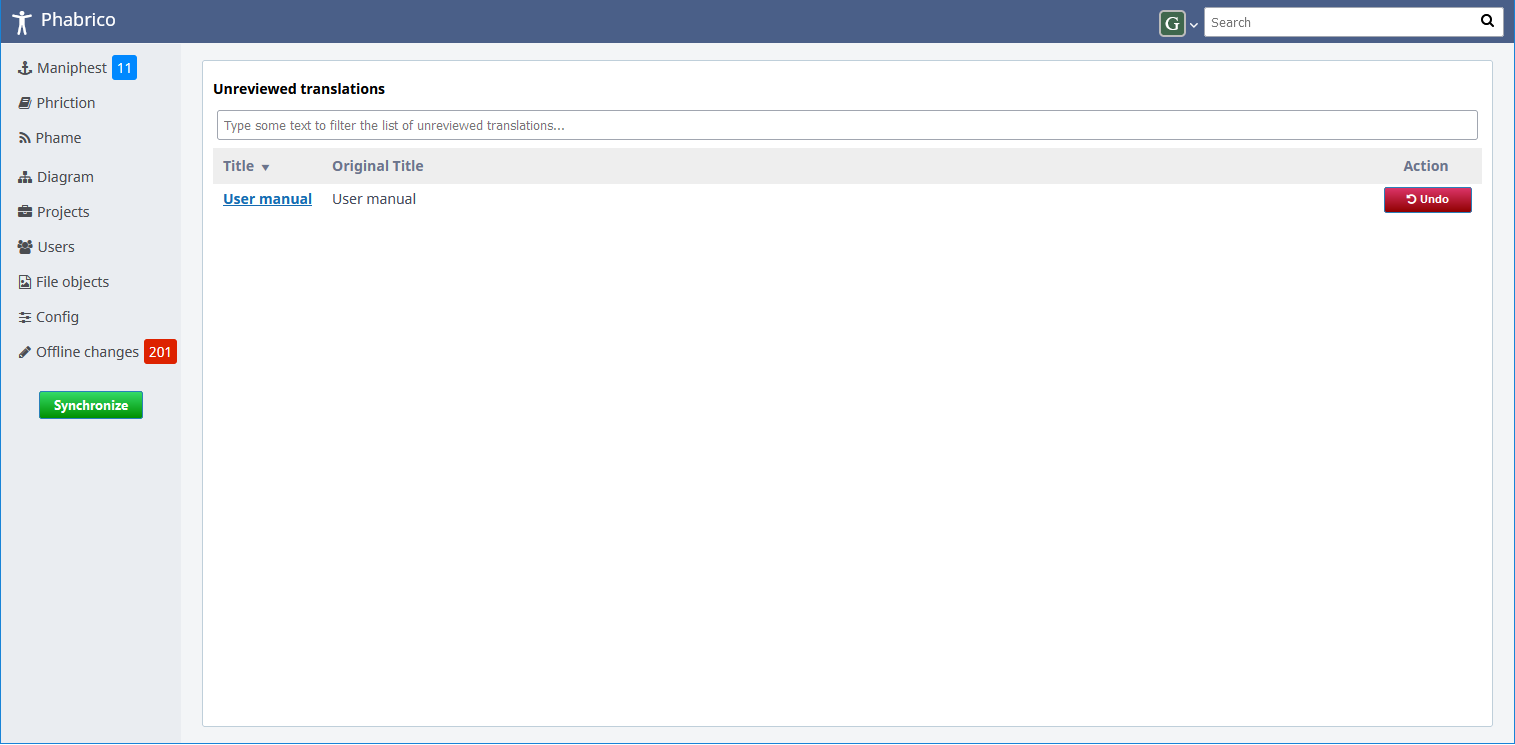 Phabrico
G
Search
Maniphest 11
Phriction
Phame
Diagram
Projects
Users
File objects
Config
Offline changes 201
Synchronize
Unreviewed translations
Type some text to filter the list of unreviewed translations...
Title Original Title Action
User manual User manual Undo